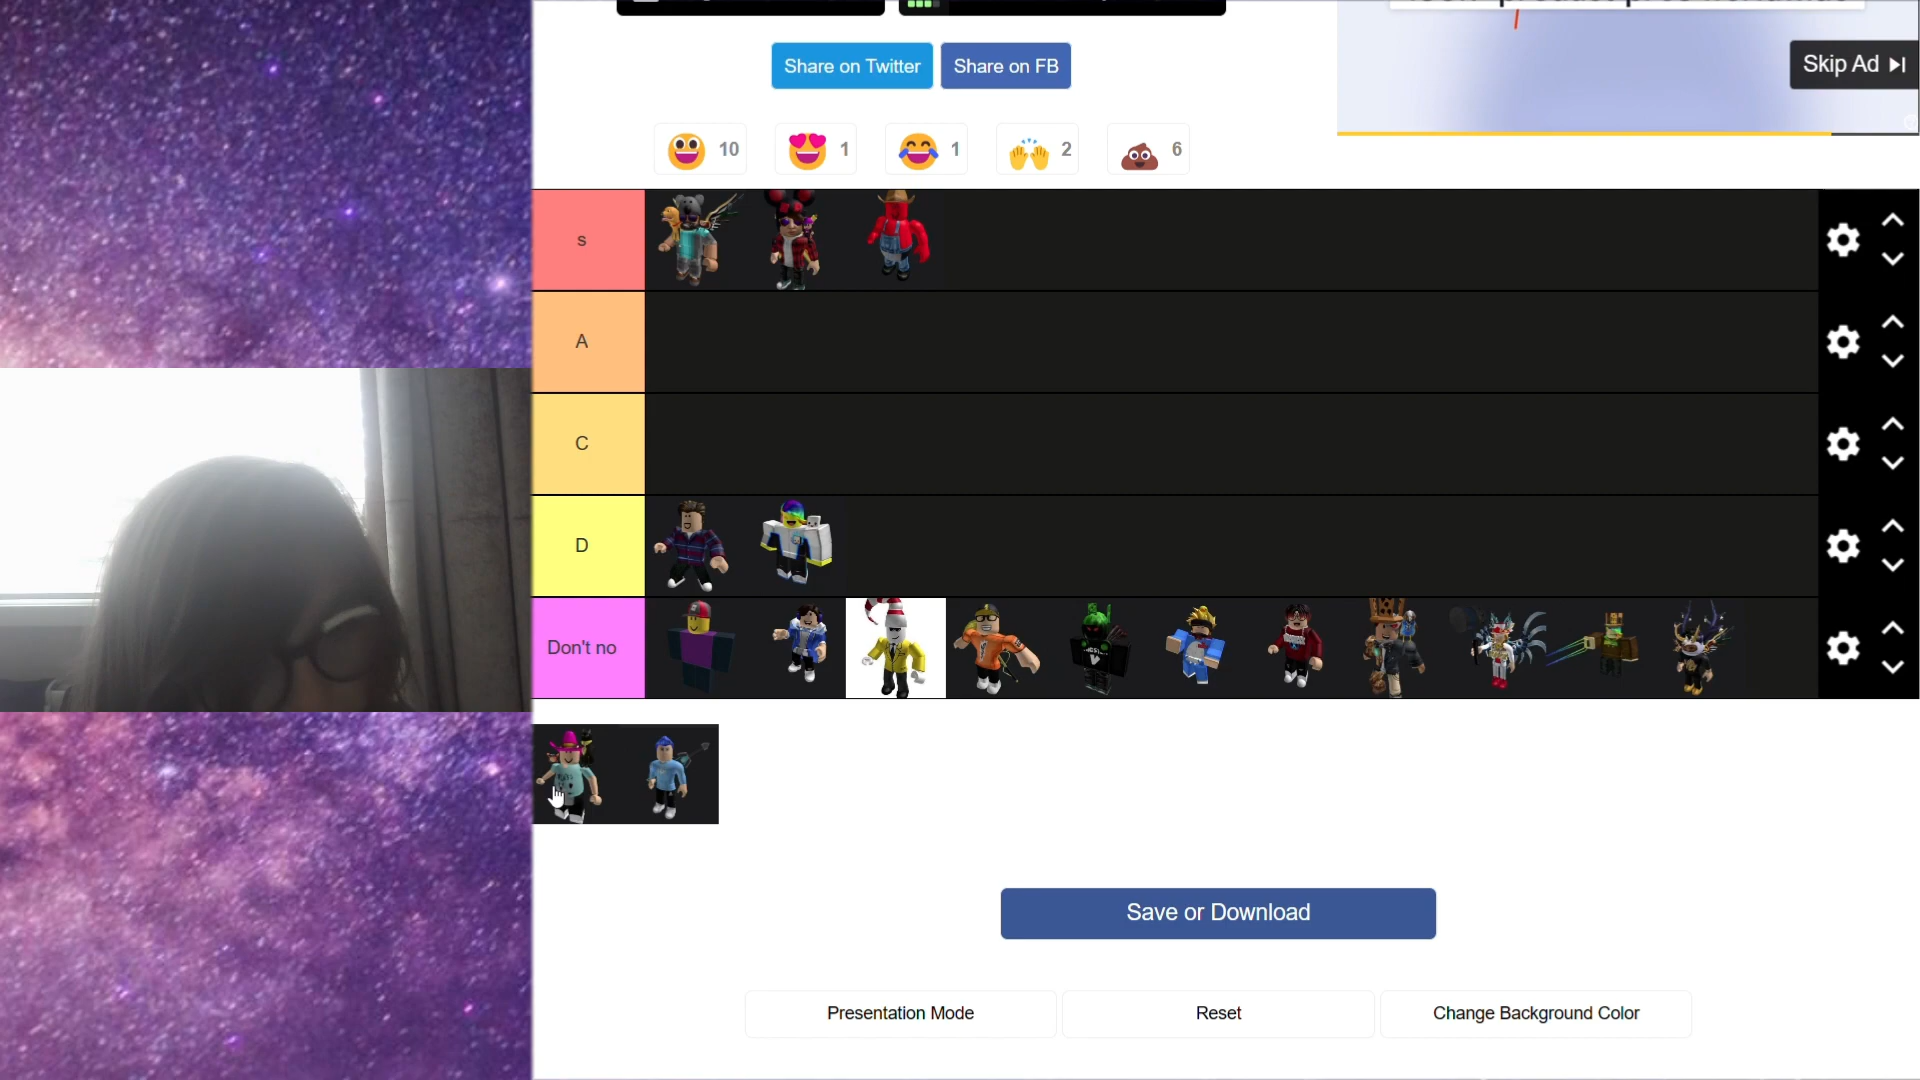 Share on Twitter Share on FB
Skip Ad
10 1 1 2 6
s
A
C
D
Don't no
Save or Download
Presentation Mode Reset Change Background Color